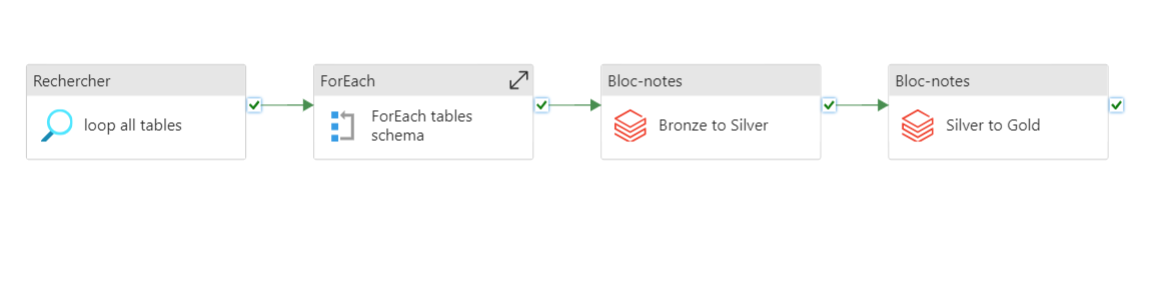 Rechercher
loop all tables
ForEach
ForEach tables
schema
Bloc-notes
Bronze to Silver
Bloc-notes
Silver to Gold